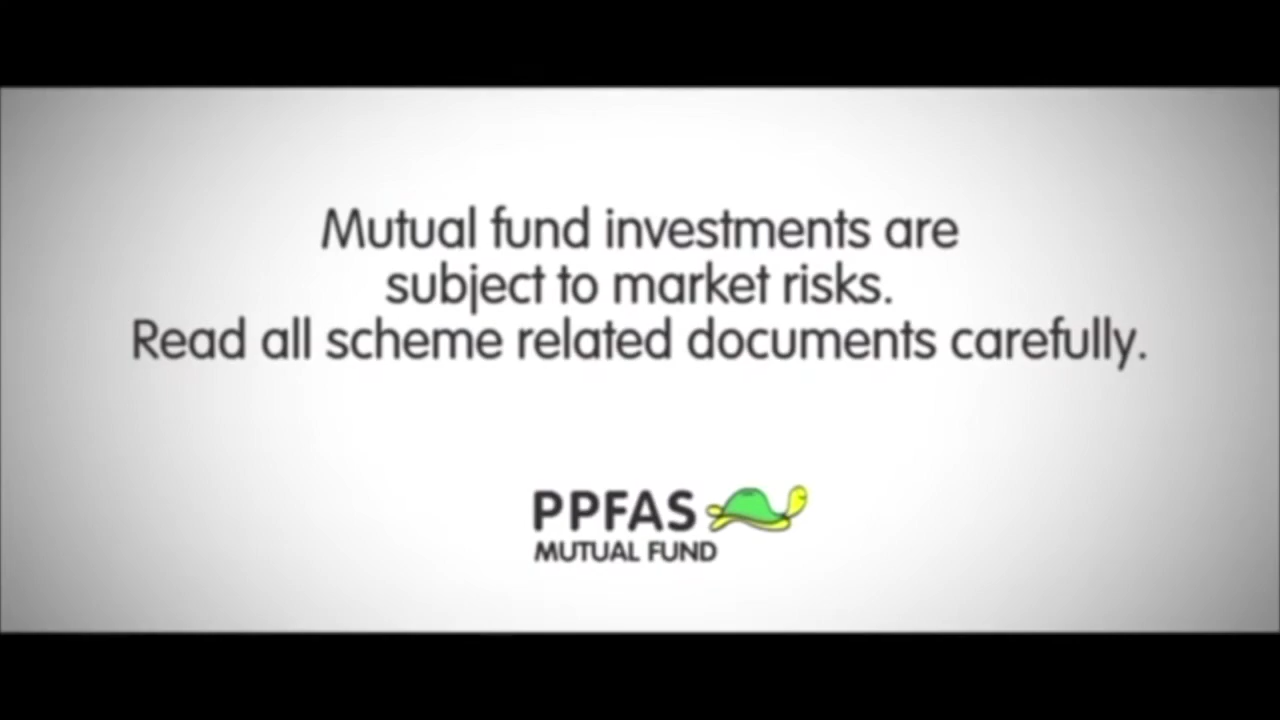 Mutual fund investments are
subject to market risks.
Read all scheme related documents carefully.
PPFAS
MUTUAL FUND